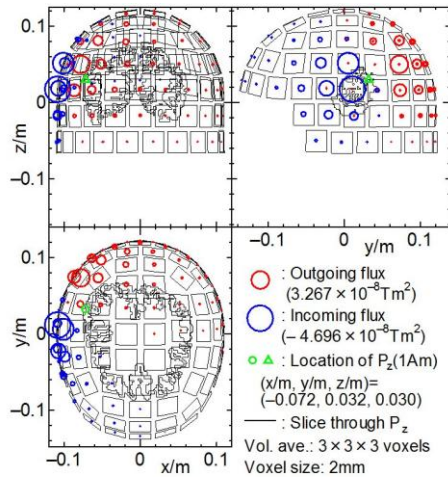 0.1
0
−0.1
z/m
y/m
−0.1
0
0.1
0.1
0
−0.1
y/m
−0.1
0
0.1
x/m
: Outgoing flux
(3.267 × 10⁻⁸Tm²)
: Incoming flux
(− 4.696 × 10⁻⁸Tm²)
: Location of Pz(1Am)
(x/m, y/m, z/m)=
(−0.072, 0.032, 0.030)
: Slice through Pz
Vol. ave.: 3 × 3 × 3 voxels
Voxel size: 2mm